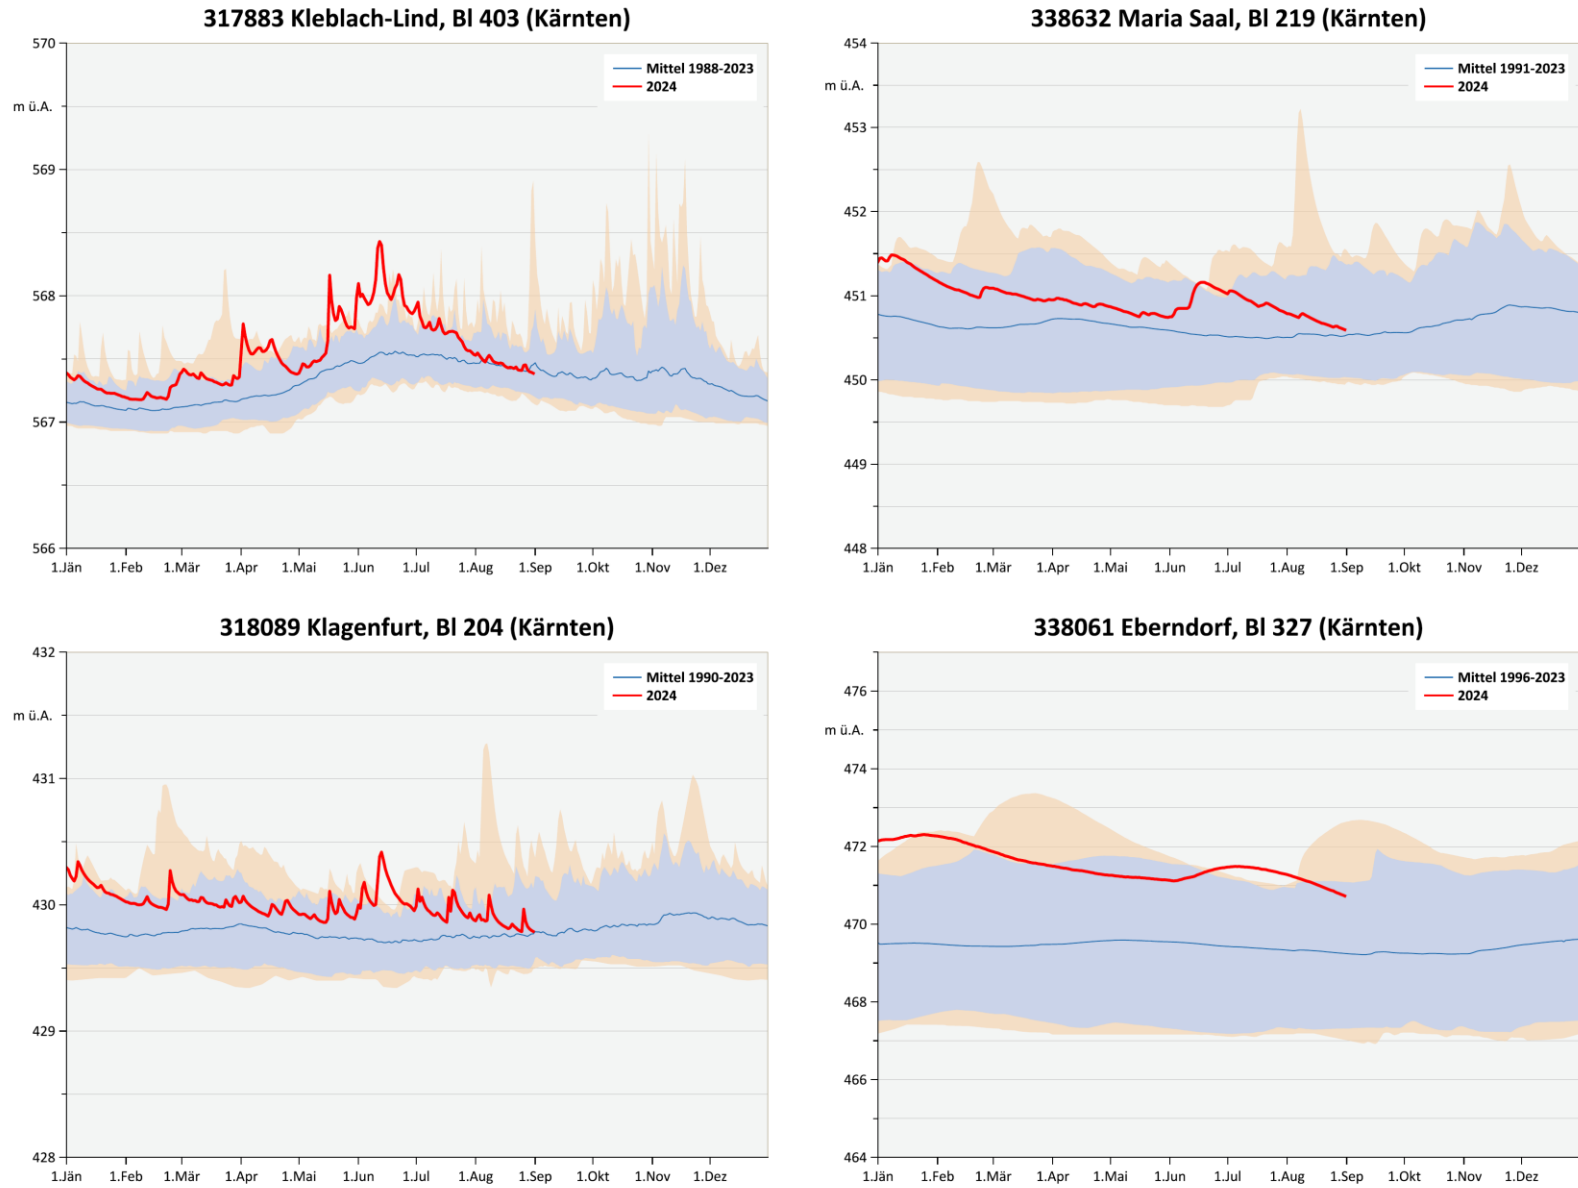 317883 Kleblach-Lind, Bl 403 (Kärnten)
570
m ü.A.
569
568
567
566
Mittel 1988-2023
2024
1.Jän 1.Feb 1.Mär 1.Apr 1.Mai 1.Jun 1.Jul 1.Aug 1.Sep 1.Okt 1.Nov 1.Dez
338632 Maria Saal, Bl 219 (Kärnten)
454
m ü.A.
453
452
451
450
449
448
Mittel 1991-2023
2024
1.Jän 1.Feb 1.Mär 1.Apr 1.Mai 1.Jun 1.Jul 1.Aug 1.Sep 1.Okt 1.Nov 1.Dez
318089 Klagenfurt, Bl 204 (Kärnten)
432
m ü.A.
431
430
429
428
Mittel 1990-2023
2024
1.Jän 1.Feb 1.Mär 1.Apr 1.Mai 1.Jun 1.Jul 1.Aug 1.Sep 1.Okt 1.Nov 1.Dez
338061 Eberndorf, Bl 327 (Kärnten)
476
m ü.A.
474
472
470
468
466
464
Mittel 1996-2023
2024
1.Jän 1.Feb 1.Mär 1.Apr 1.Mai 1.Jun 1.Jul 1.Aug 1.Sep 1.Okt 1.Nov 1.Dez